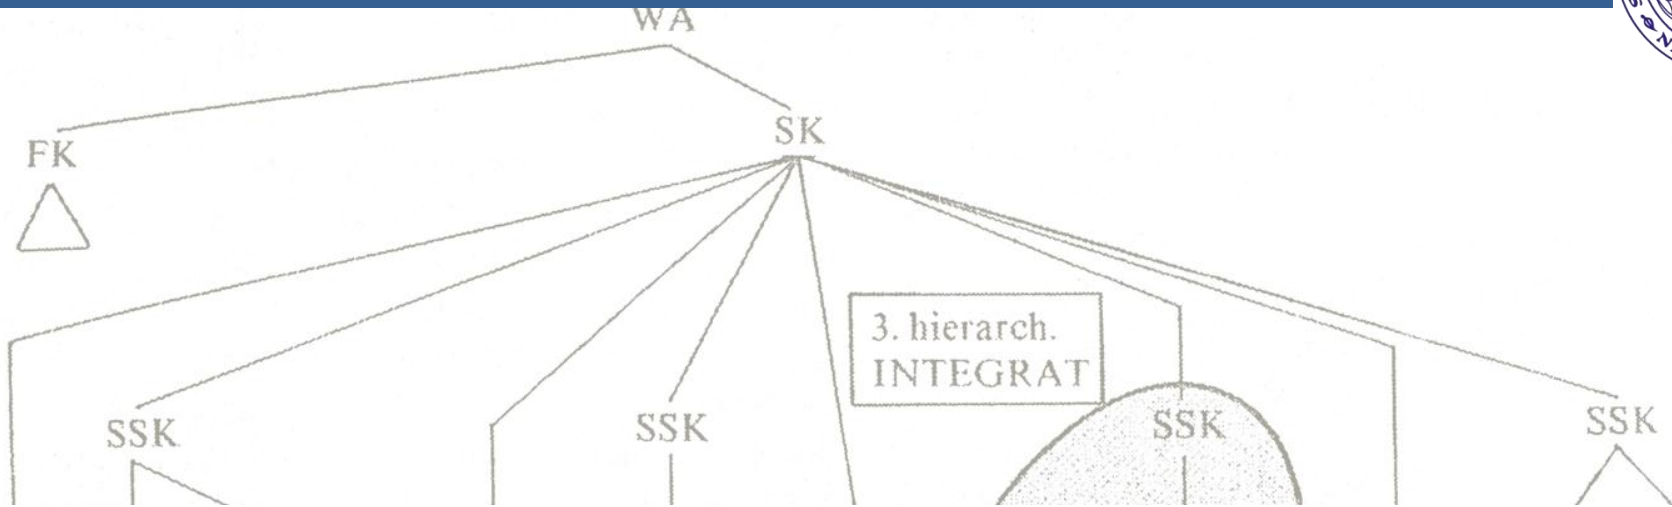 WA
SK
FK
3. hierarch.
INTEGRAT
SSK
SSK
SSK
SSK